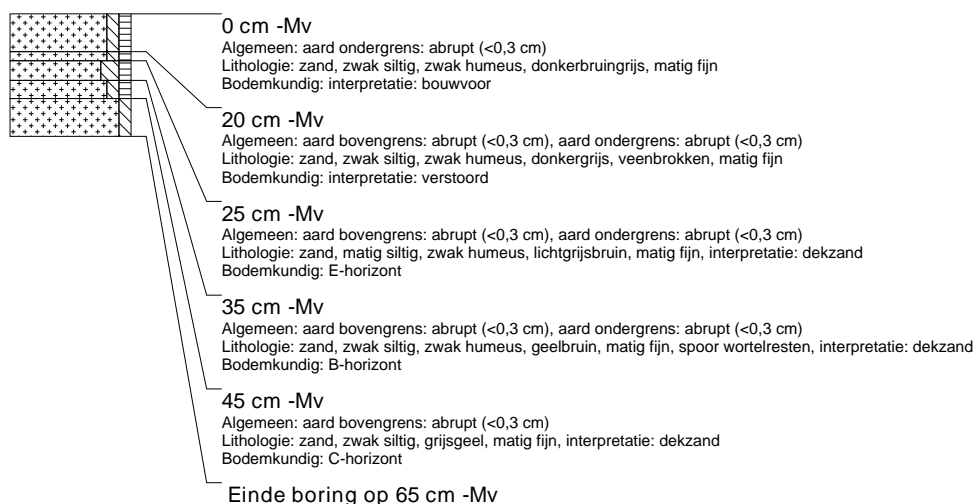 0 cm -Mv
Algemeen: aard ondergrens: abrupt (<0,3 cm)
Lithologie: zand, zwak siltig, zwak humeus, donkerbruingrijs, matig fijn
Bodemkundig: interpretatie: bouwvoor
20 cm -Mv
Algemeen: aard bovengrens: abrupt (<0,3 cm), aard ondergrens: abrupt (<0,3 cm)
Lithologie: zand, zwak siltig, zwak humeus, donkergrijs, veenbrokken, matig fijn
Bodemkundig: interpretatie: verstoord
25 cm -Mv
Algemeen: aard bovengrens: abrupt (<0,3 cm), aard ondergrens: abrupt (<0,3 cm)
Lithologie: zand, matig siltig, zwak humeus, lichtgrijsbruin, matig fijn, interpretatie: dekzand
Bodemkundig: E-horizont
35 cm -Mv
Algemeen: aard bovengrens: abrupt (<0,3 cm), aard ondergrens: abrupt (<0,3 cm)
Lithologie: zand, zwak siltig, zwak humeus, geelbruin, matig fijn, spoor wortelresten, interpretatie: dekzand
Bodemkundig: B-horizont
45 cm -Mv
Algemeen: aard bovengrens: abrupt (<0,3 cm)
Lithologie: zand, zwak siltig, grijsgeel, matig fijn, interpretatie: dekzand
Bodemkundig: C-horizont
Einde boring op 65 cm -Mv